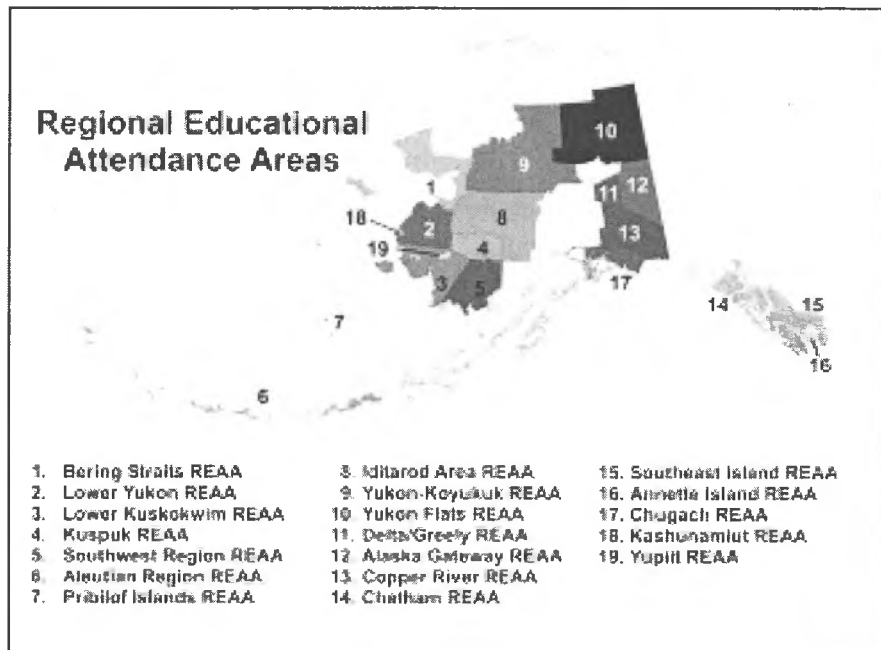 Regional Educational
Attendance Areas
10
9
12
11
1
18
2
8
13
19
4
3
5
17
14
15
7
16
6
1. Bering Straits REAA
2. Lower Yukon REAA
3. Lower Kuskokwim REAA
4. Kuspuk REAA
5. Southwest Region REAA
6. Aleutian Region REAA
7. Pribilof Islands REAA
8. Iditarod Area REAA
9. Yukon-Koyukuk REAA
10. Yukon Flats REAA
11. Delta/Greely REAA
12. Alaska Gateway REAA
13. Copper River REAA
14. Chatham REAA
15. Southeast Island REAA
16. Annette Island REAA
17. Chugach REAA
18. Kashunamiut REAA
19. Yupiit REAA